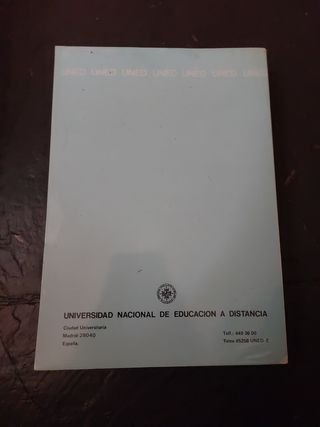 UNED UNED UNED UNED UNED UNED UNED
UNIVERSIDAD NACIONAL DE EDUCACION A DISTANCIA
Ciudad Universitaria
Madrid-28040
España.
Telf.: 449 36 00
Telex 45256 UNED-E